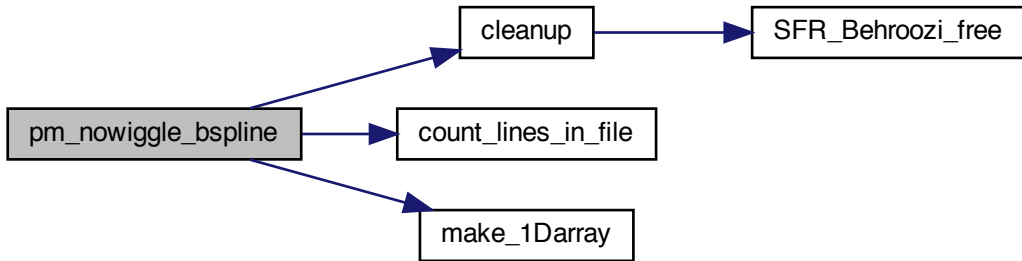 cleanup
SFR_Behroozi_free
pm_nowiggle_bspline
count_lines_in_file
make_1Darray